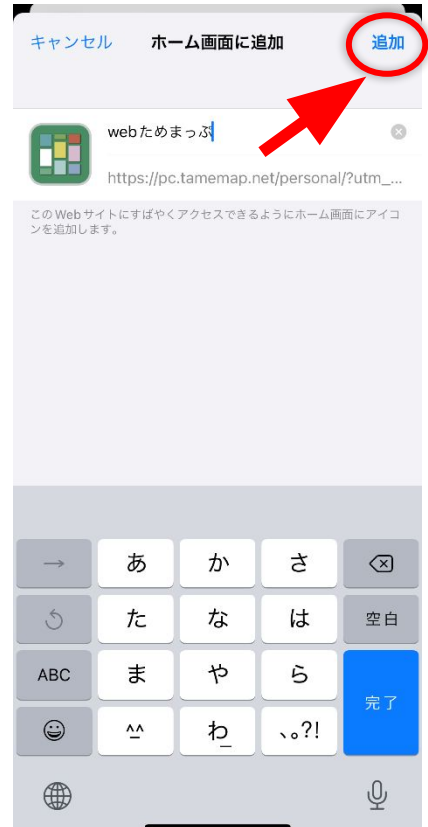 キャンセル ホーム画面に追加 追加
webためまっぷ
https://pc.tamemap.net/personal/?utm_...
このWebサイトにすばやくアクセスできるようにホーム画面にアイコ
ンを追加します。
→ あ か さ
た な は 空白
ABC ま や ら
完了
^^ わ_ 、。?!